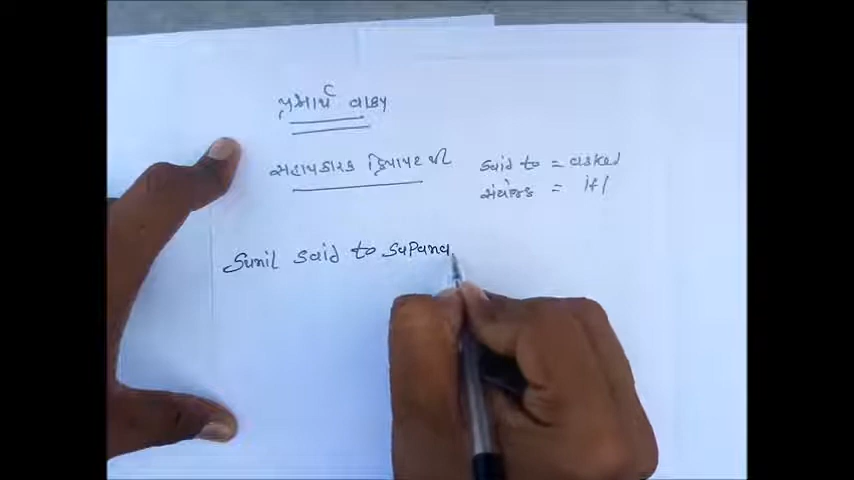 પ્રશ્નાર્થ વાક્ય
સહાયકારક ક્રિયાપદ થી
said to = asked
સંયોજક = if/
Sunil said to Sapana